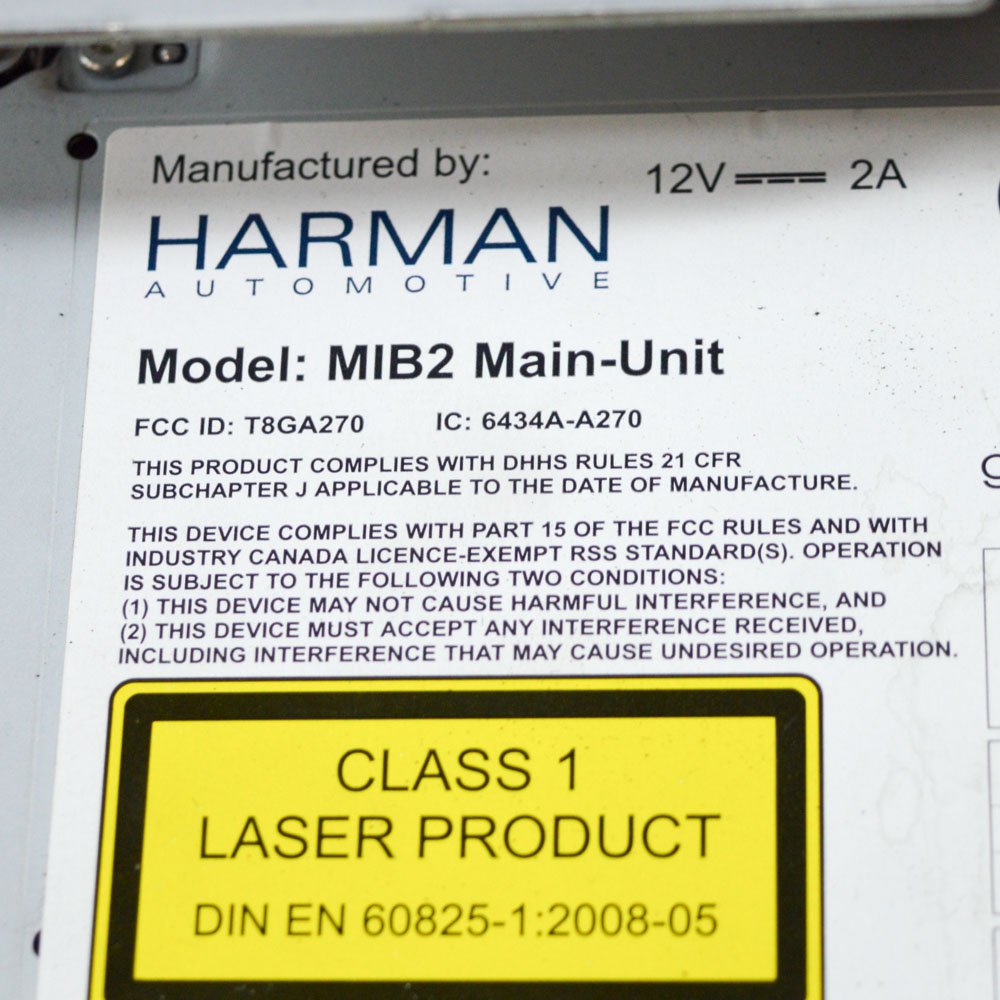 Manufactured by:
12V 2A
HARMAN
AUTOMOTIVE
Model: MIB2 Main-Unit
FCC ID: T8GA270 IC: 6434A-A270
THIS PRODUCT COMPLIES WITH DHHS RULES 21 CFR
SUBCHAPTER J APPLICABLE TO THE DATE OF MANUFACTURE.
THIS DEVICE COMPLIES WITH PART 15 OF THE FCC RULES AND WITH
INDUSTRY CANADA LICENCE-EXEMPT RSS STANDARD(S). OPERATION
IS SUBJECT TO THE FOLLOWING TWO CONDITIONS:
(1) THIS DEVICE MAY NOT CAUSE HARMFUL INTERFERENCE, AND
(2) THIS DEVICE MUST ACCEPT ANY INTERFERENCE RECEIVED,
INCLUDING INTERFERENCE THAT MAY CAUSE UNDESIRED OPERATION.
CLASS 1
LASER PRODUCT
DIN EN 60825-1:2008-05